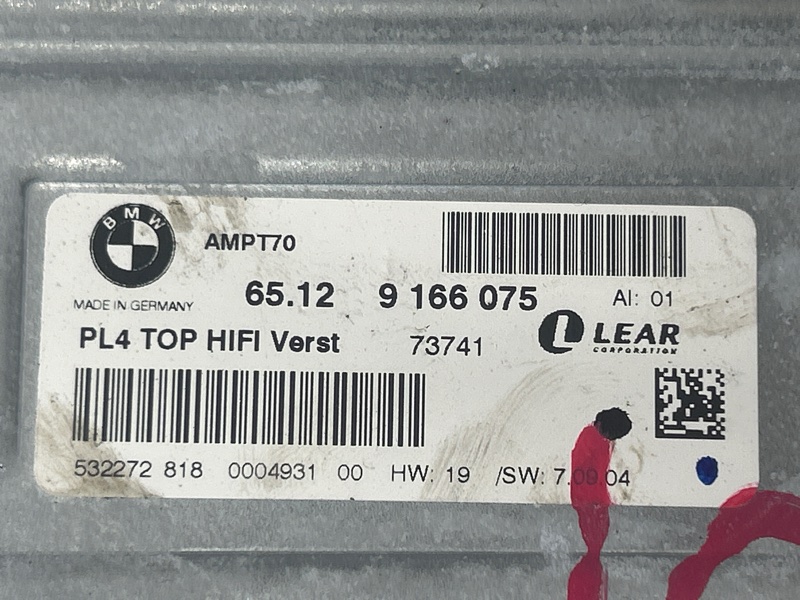 BMW
AMPT70
MADE IN GERMANY
65.12 9 166 075 AI: 01
PL4 TOP HIFI Verst 73741
LEAR
CORPORATION
532272 818 0004931 00 HW: 19 /SW: 7.09.04